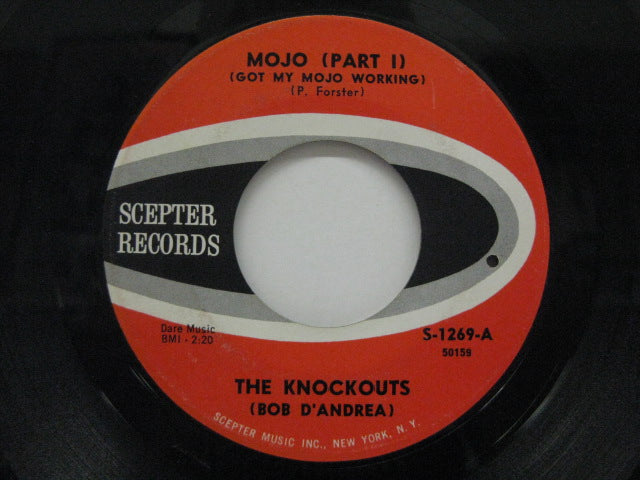 MOJO (PART I)
(GOT MY MOJO WORKING)
(P. Forster)
SCEPTER
RECORDS
Dare Music
BMI - 2:20
S-1269-A
50159
THE KNOCKOUTS
(BOB D'ANDREA)
SCEPTER MUSIC INC., NEW YORK, N.Y.